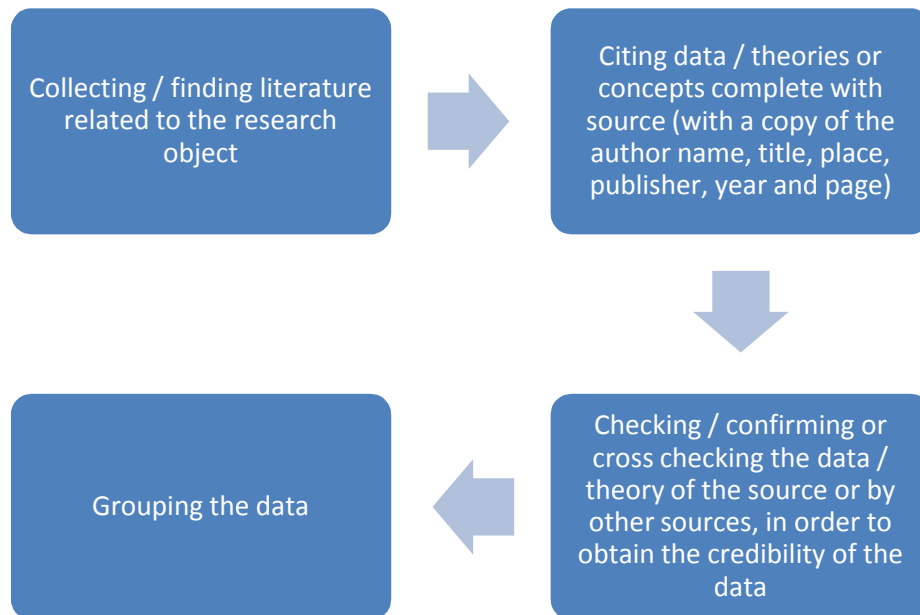 Collecting / finding literature
related to the research
object
Citing data / theories or
concepts complete with
source (with a copy of the
author name, title, place,
publisher, year and page)
Checking / confirming or
cross checking the data /
theory of the source or by
other sources, in order to
obtain the credibility of the
data
Grouping the data